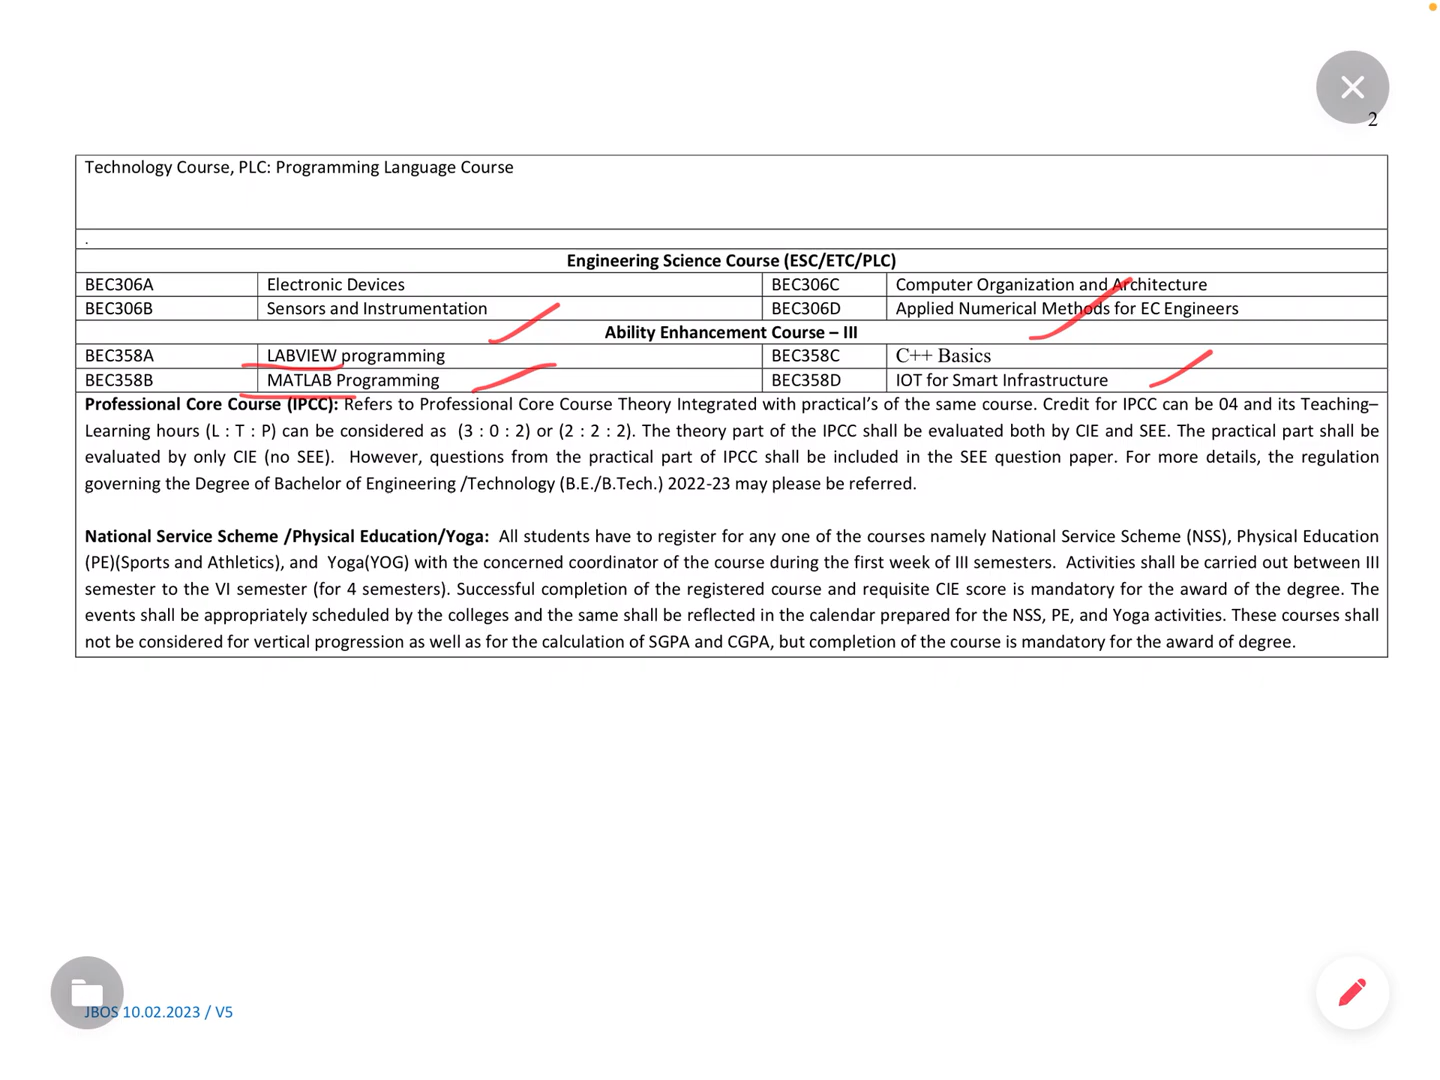 2
Technology Course, PLC: Programming Language Course
.
Engineering Science Course (ESC/ETC/PLC)
BEC306A Electronic Devices BEC306C Computer Organization and Architecture
BEC306B Sensors and Instrumentation BEC306D Applied Numerical Methods for EC Engineers
Ability Enhancement Course – III
BEC358A LABVIEW programming BEC358C C++ Basics
BEC358B MATLAB Programming BEC358D IOT for Smart Infrastructure
Professional Core Course (IPCC): Refers to Professional Core Course Theory Integrated with practical’s of the same course. Credit for IPCC can be 04 and its Teaching–
Learning hours (L : T : P) can be considered as (3 : 0 : 2) or (2 : 2 : 2). The theory part of the IPCC shall be evaluated both by CIE and SEE. The practical part shall be
evaluated by only CIE (no SEE). However, questions from the practical part of IPCC shall be included in the SEE question paper. For more details, the regulation
governing the Degree of Bachelor of Engineering /Technology (B.E./B.Tech.) 2022-23 may please be referred.
National Service Scheme /Physical Education/Yoga: All students have to register for any one of the courses namely National Service Scheme (NSS), Physical Education
(PE)(Sports and Athletics), and Yoga(YOG) with the concerned coordinator of the course during the first week of III semesters. Activities shall be carried out between III
semester to the VI semester (for 4 semesters). Successful completion of the registered course and requisite CIE score is mandatory for the award of the degree. The
events shall be appropriately scheduled by the colleges and the same shall be reflected in the calendar prepared for the NSS, PE, and Yoga activities. These courses shall
not be considered for vertical progression as well as for the calculation of SGPA and CGPA, but completion of the course is mandatory for the award of degree.
JBOS 10.02.2023 / V5